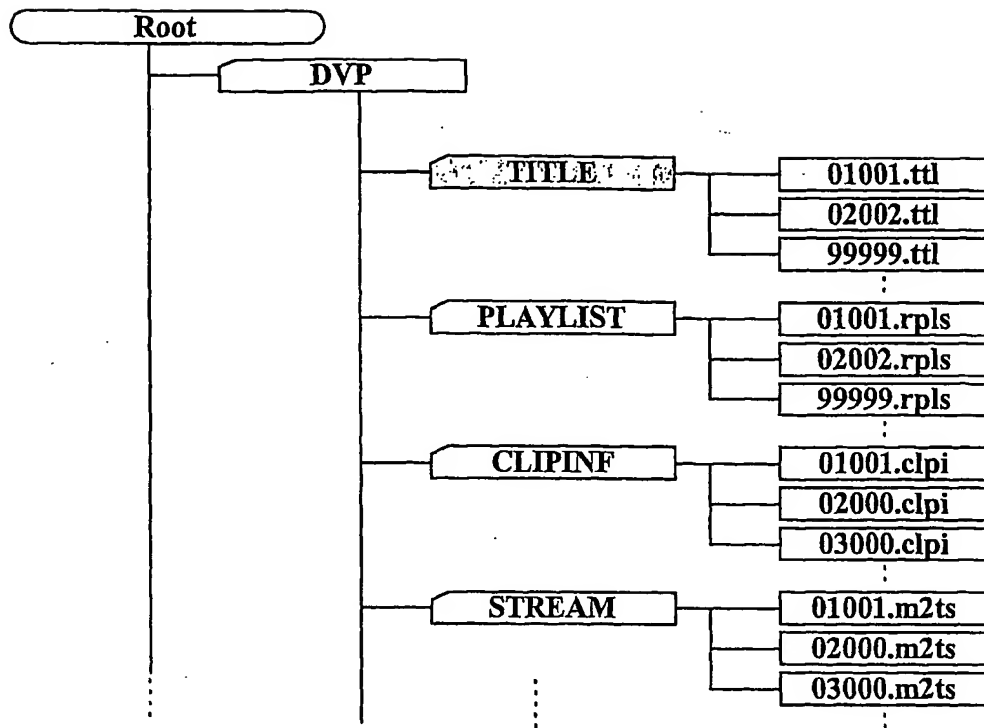 Root
DVP
TITLE
01001.ttl
02002.ttl
99999.ttl
PLAYLIST
01001.rpls
02002.rpls
99999.rpls
CLIPINF
01001.clpi
02000.clpi
03000.clpi
STREAM
01001.m2ts
02000.m2ts
03000.m2ts